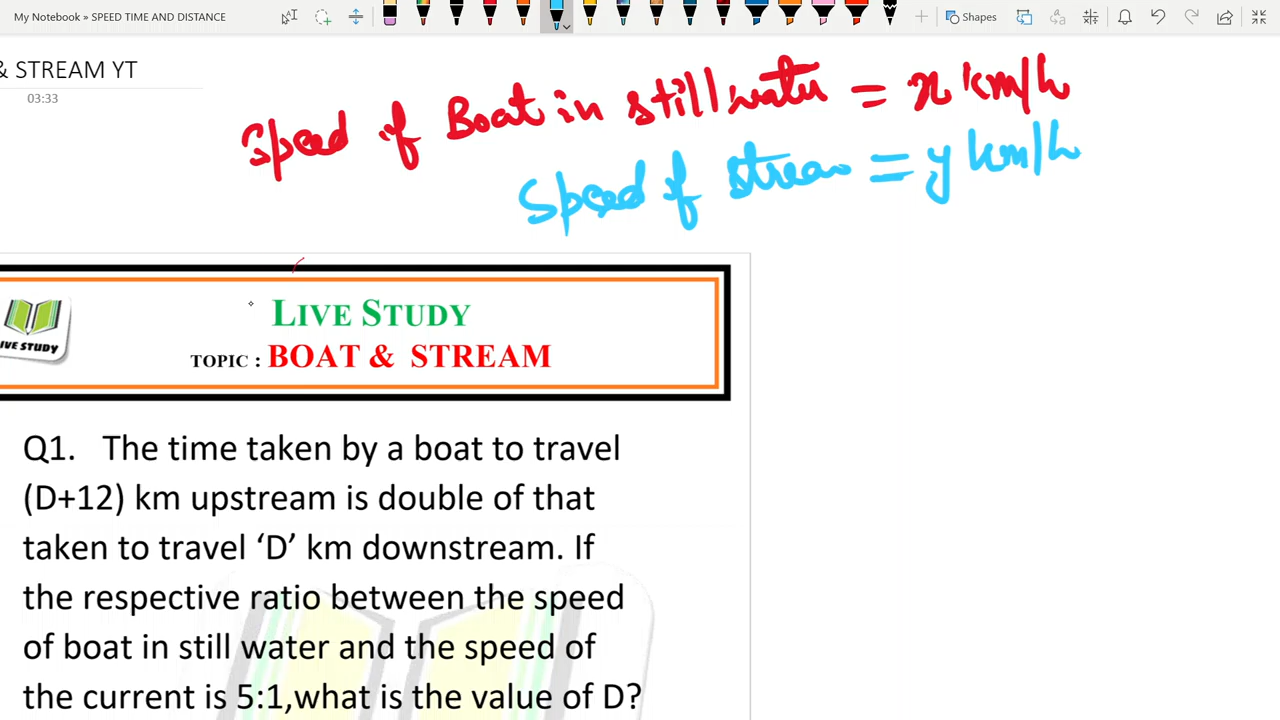 My Notebook » SPEED TIME AND DISTANCE
Shapes
& STREAM YT
03:33
Speed of Boat in still water = x km/h
Speed of stream = y km/h
LIVE STUDY
IVE STUDY
TOPIC : BOAT & STREAM
Q1. The time taken by a boat to travel
(D+12) km upstream is double of that
taken to travel ‘D’ km downstream. If
the respective ratio between the speed
of boat in still water and the speed of
the current is 5:1,what is the value of D?